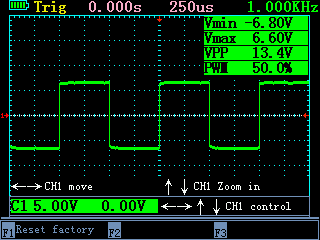 Trig 0.000s 250us 1.000KHz
Vmin -6.80V
Vmax 6.60V
VPP 13.4V
PWM 50.0%
CH1 move CH1 Zoom in
C1 5.00V 0.00V CH1 control
F1 Reset factory F2 F3